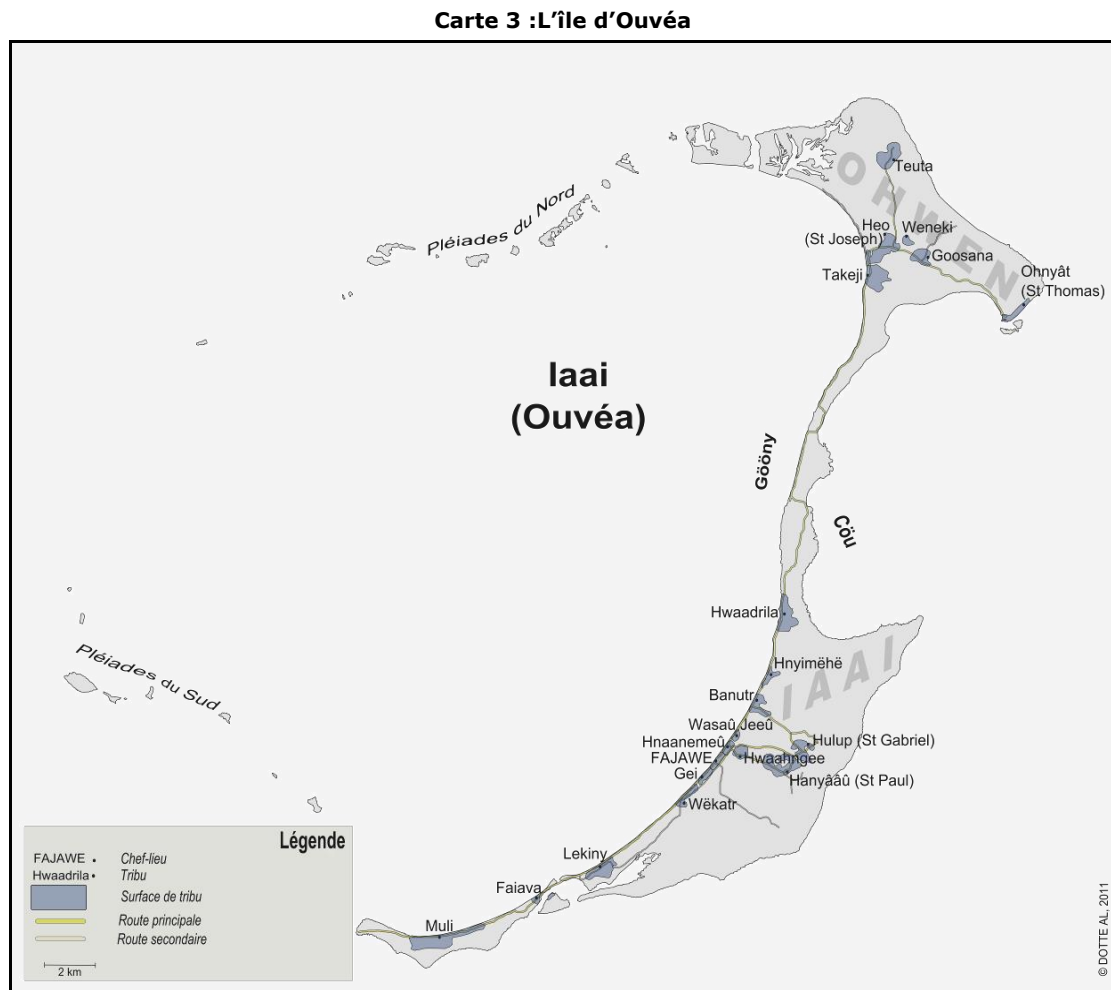 Carte 3 :L'île d'Ouvéa
Teuta
OHWEN
Pléiades du Nord
Heo
(St Joseph)
Weneki
Goosana
Takeji
Ohnyât
(St Thomas)
Iaai
(Ouvéa)
Gööny
Cöu
Hwaadrila
Pléiades du Sud
Hnyimëhë
IAAI
Banutr
Wasaû Jeeû
Hnaanemeû
Hulup (St Gabriel)
FAJAWE
Hwaahngee
Gei
Hanyââû (St Paul)
Wëkatr
Lekiny
Faiava
Muli
Légende
FAJAWE • Chef-lieu
Hwaadrila • Tribu
Surface de tribu
Route principale
Route secondaire
2 km
© DOTTE AL, 2011